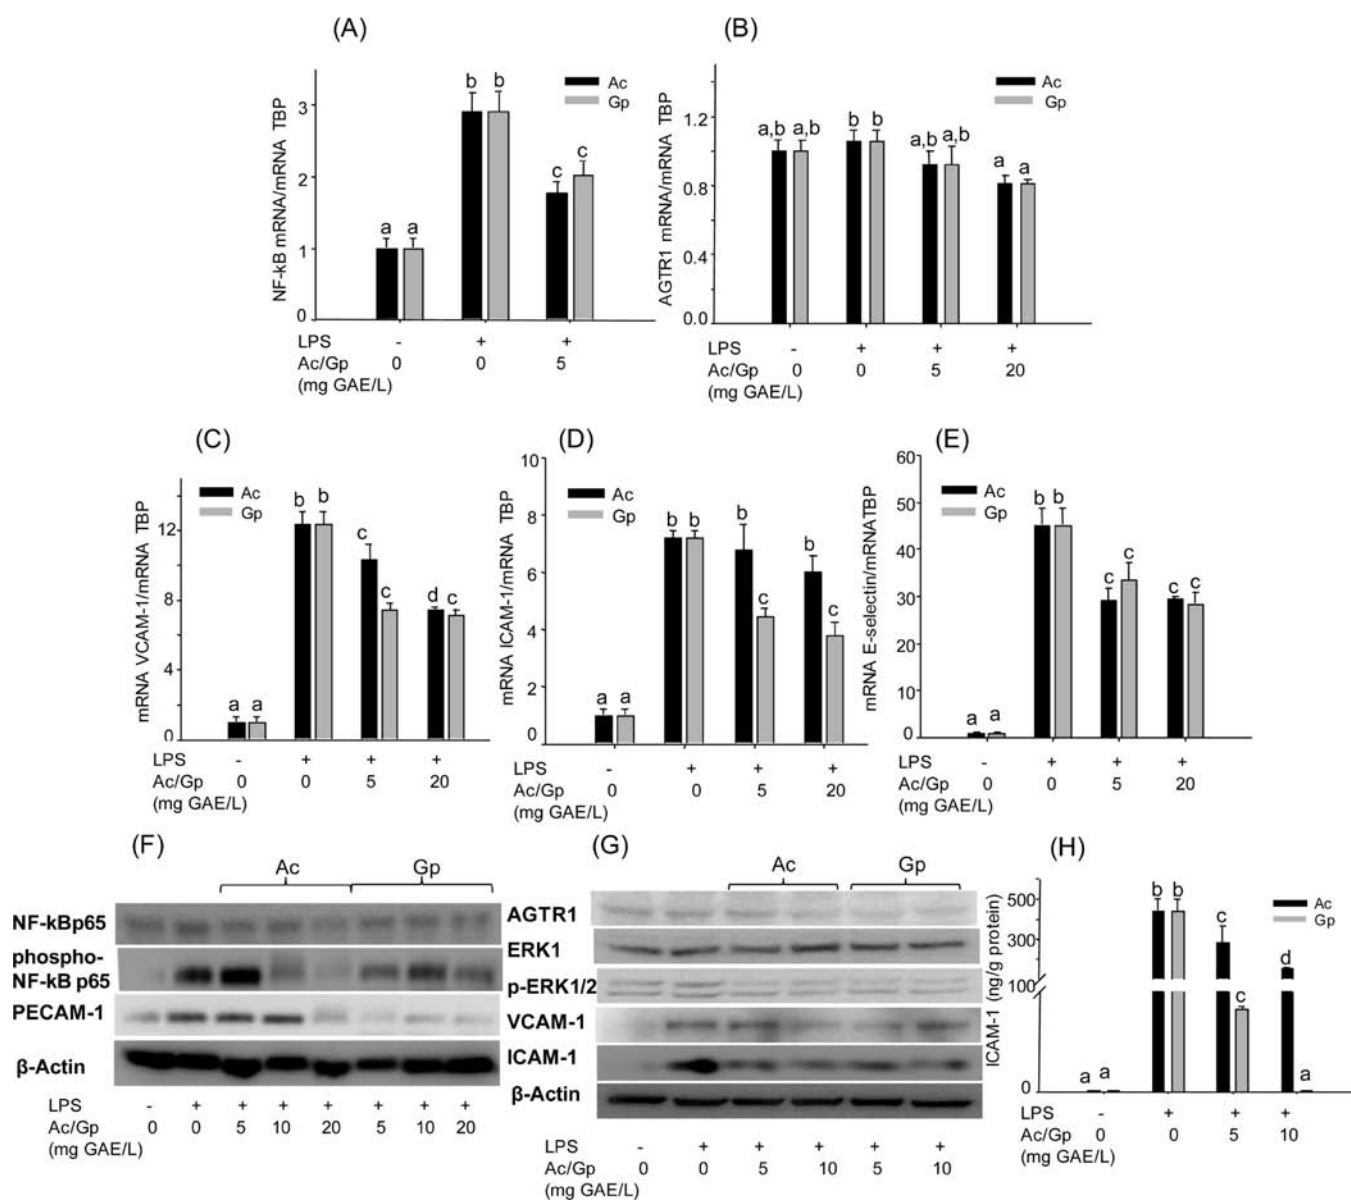 (A)
NF-kB mRNA/mRNA TBP
3
2
1
0
b b
Ac
Gp
c c
a a
LPS - + +
Ac/Gp 0 0 5
(mg GAE/L)
(B)
AGTR1 mRNA/mRNA TBP
1.2
0.8
0.4
0.0
Ac
Gp
a,b a,b b b a,b a,b a a
LPS - + + +
Ac/Gp 0 0 5 20
(mg GAE/L)
(C)
mRNA VCAM-1/mRNA TBP
12
8
4
0
Ac
Gp
a a b b c c d c
LPS - + + +
Ac/Gp 0 0 5 20
(mg GAE/L)
(D)
mRNA ICAM-1/mRNA TBP
10
8
6
4
2
0
Ac
Gp
a a b b b c b c
LPS - + + +
Ac/Gp 0 0 5 20
(mg GAE/L)
(E)
mRNA E-selectin/mRNATBP
60
50
40
30
20
10
0
Ac
Gp
a a b b c c c c
LPS - + + +
Ac/Gp 0 0 5 20
(mg GAE/L)
(F)
Ac Gp
NF-kBp65
phospho-
NF-kB p65
PECAM-1
β-Actin
LPS - + + + + + + +
Ac/Gp 0 0 5 10 20 5 10 20
(mg GAE/L)
(G)
Ac Gp
AGTR1
ERK1
p-ERK1/2
VCAM-1
ICAM-1
β-Actin
LPS - + + + + +
Ac/Gp 0 0 5 10 5 10
(mg GAE/L)
(H)
ICAM-1 (ng/g protein)
500
300
100
0
Ac
Gp
a a b b c c d a
LPS - + + +
Ac/Gp 0 0 5 10
(mg GAE/L)